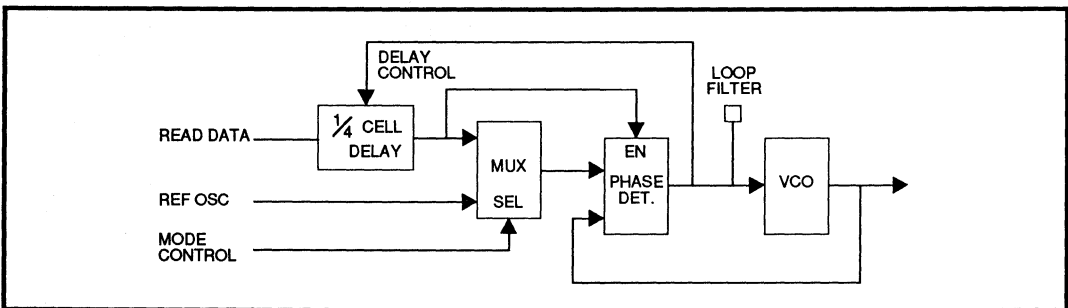 DELAY
CONTROL
LOOP
FILTER
READ DATA
1/4 CELL
DELAY
MUX
SEL
EN
PHASE
DET.
VCO
REF OSC
MODE
CONTROL